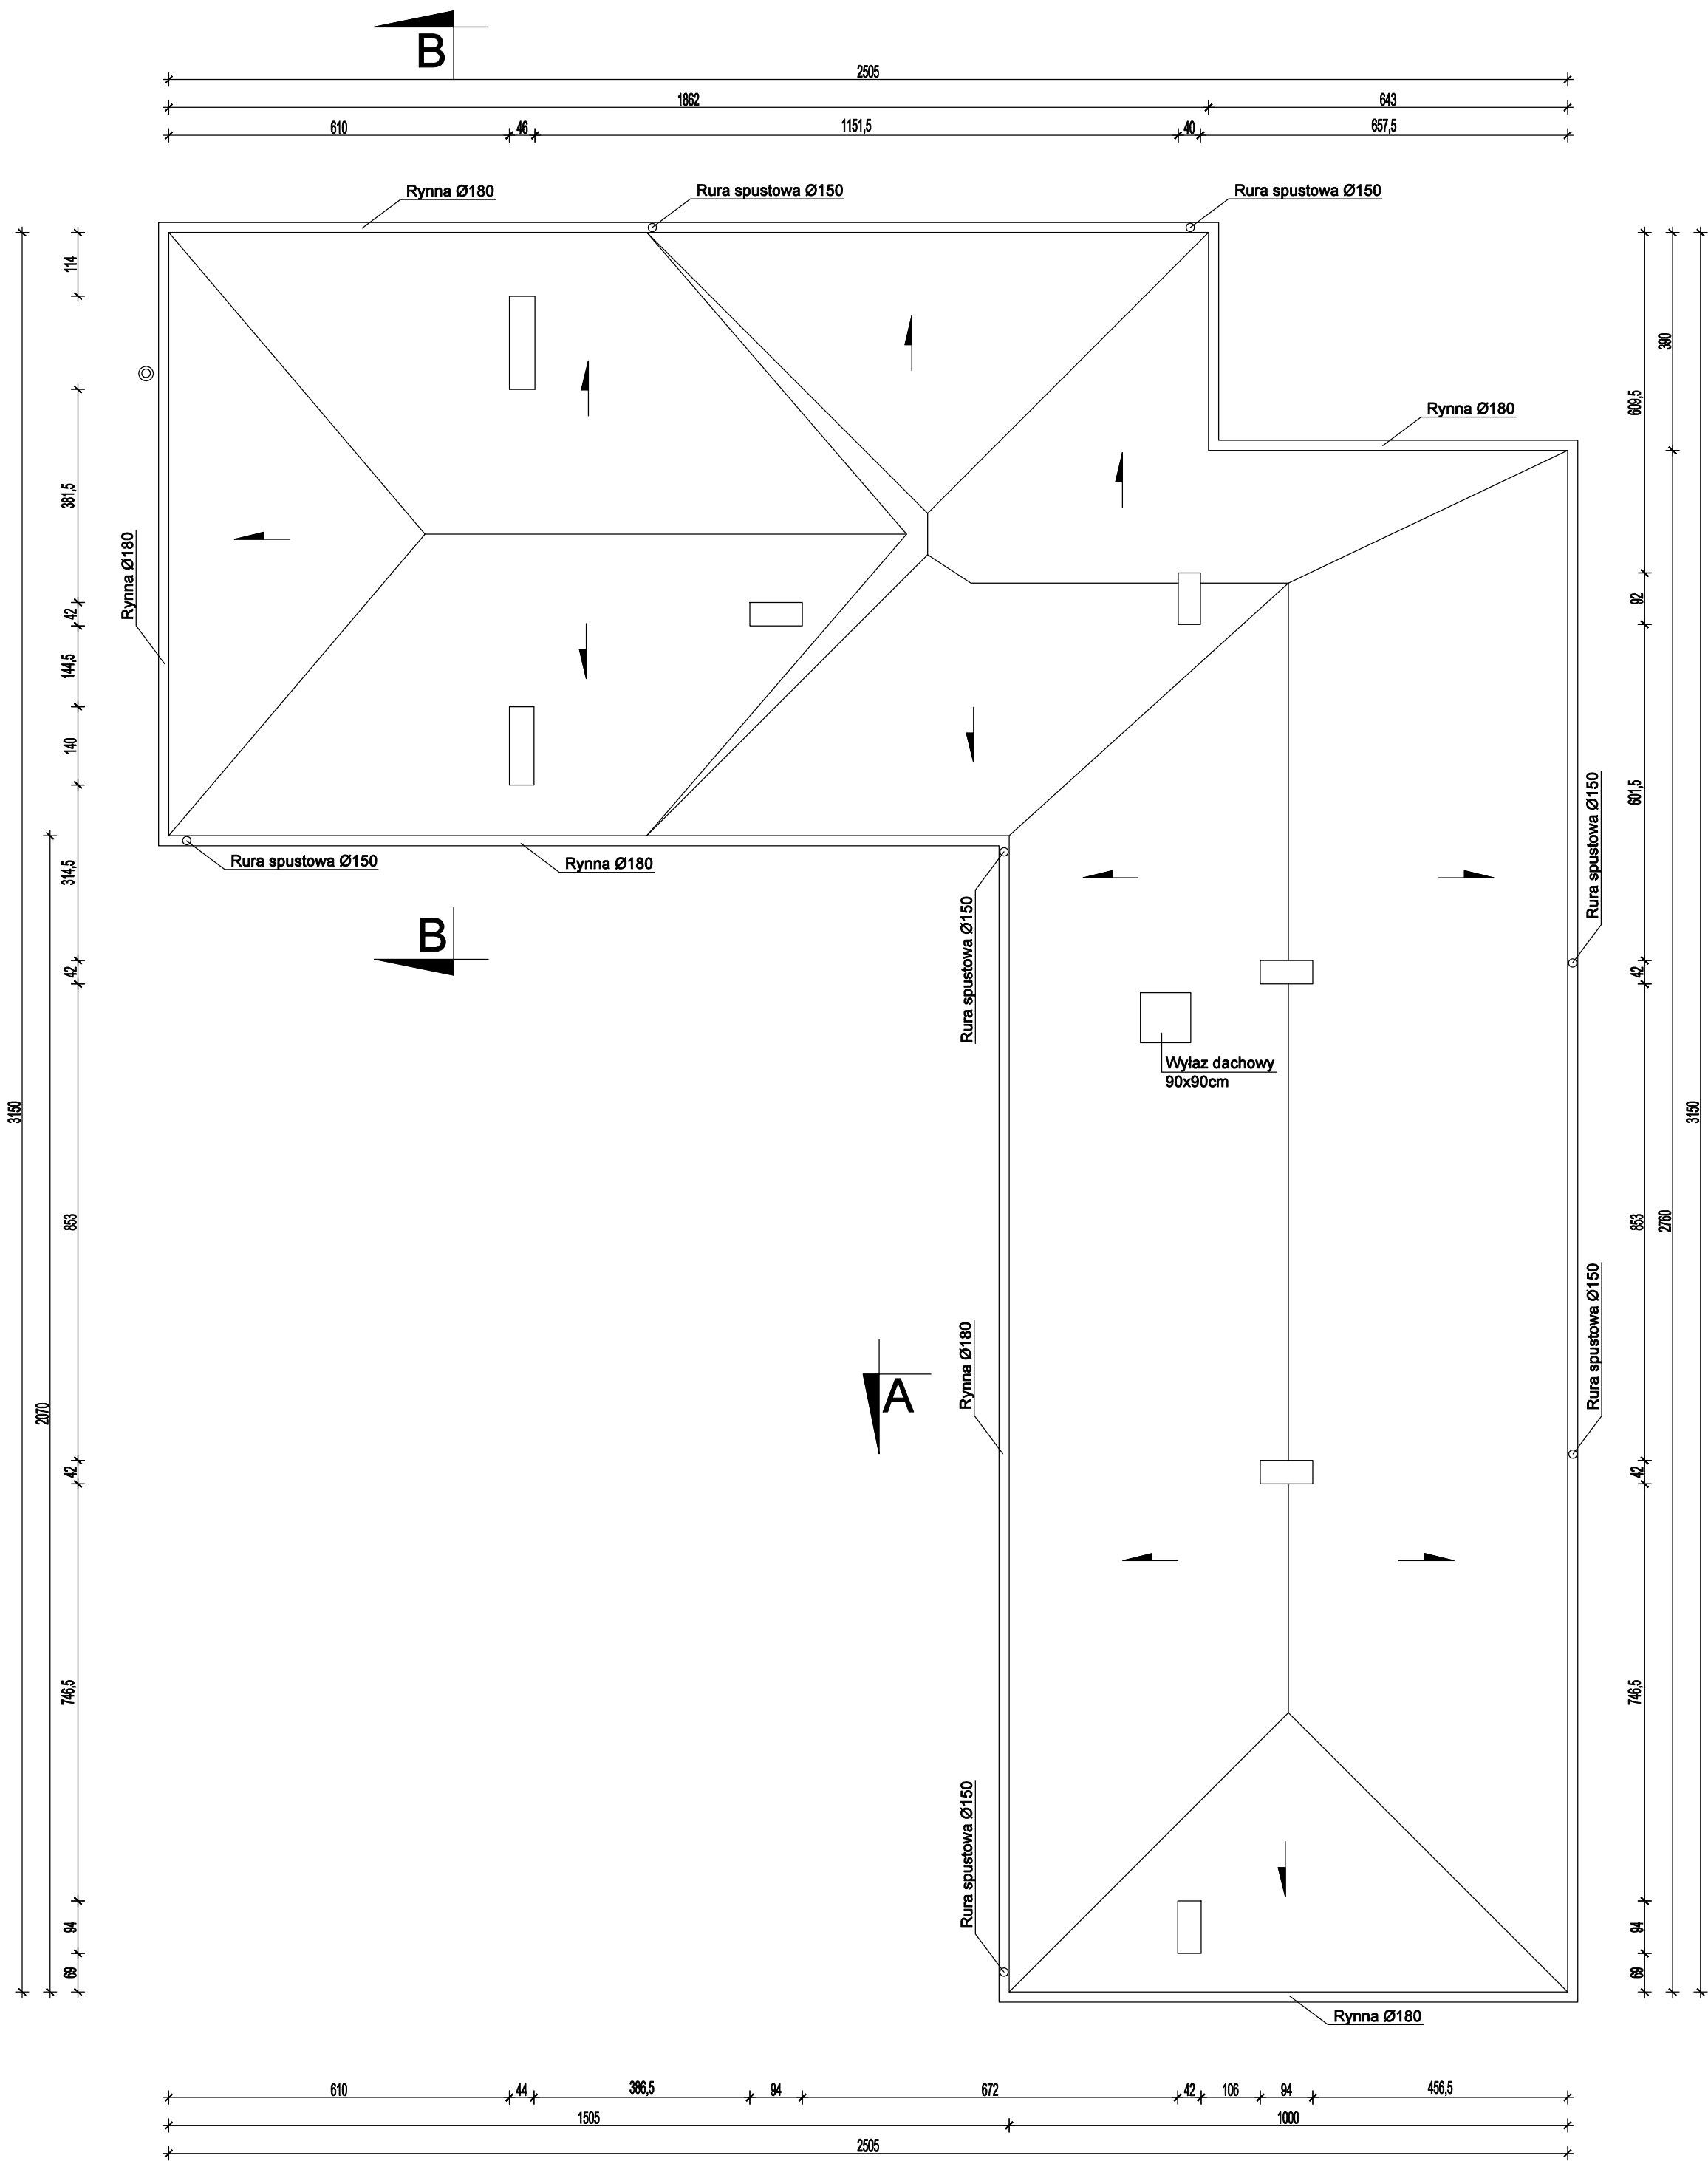 B
2505
1862
643
610
46
1151,5
40
657,5
Rynna Ø180
Rura spustowa Ø150
Rura spustowa Ø150
114
390
609,5
Rynna Ø180
381,5
Rynna Ø180
42
92
144,5
140
601,5
Rura spustowa Ø150
Rura spustowa Ø150
Rynna Ø180
314,5
B
Rura spustowa Ø150
42
42
Wyłaz dachowy
90x90cm
3150
3150
853
853
2760
Rynna Ø180
Rura spustowa Ø150
A
2070
42
42
746,5
746,5
Rura spustowa Ø150
94
94
69
69
Rynna Ø180
610
44
386,5
94
672
42
106
94
456,5
1505
1000
2505